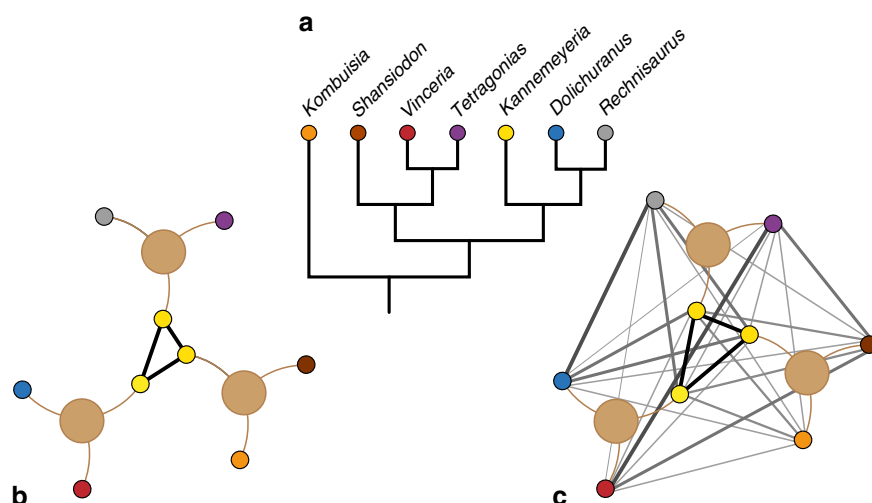 a
Kombuisia
Shansiodon
Vinceria
Tetragonias
Kannemeyeria
Dolichuranus
Rechnisaurus
b
c